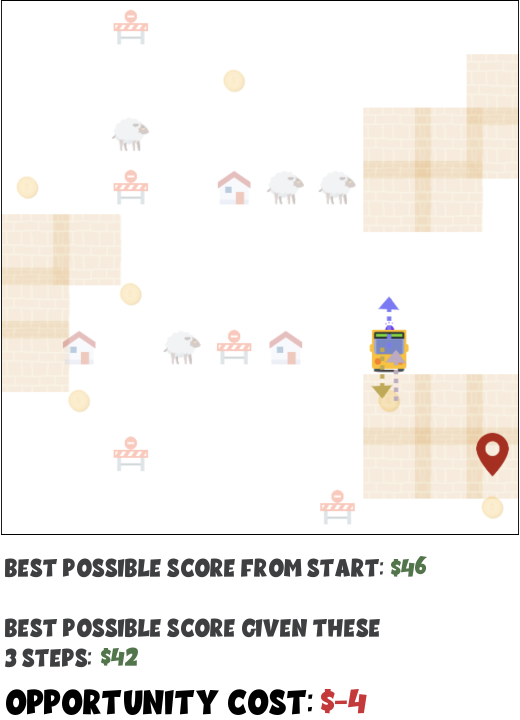 BEST POSSIBLE SCORE FROM START: $46
BEST POSSIBLE SCORE GIVEN THESE
3 STEPS: $42
OPPORTUNITY COST: $-4